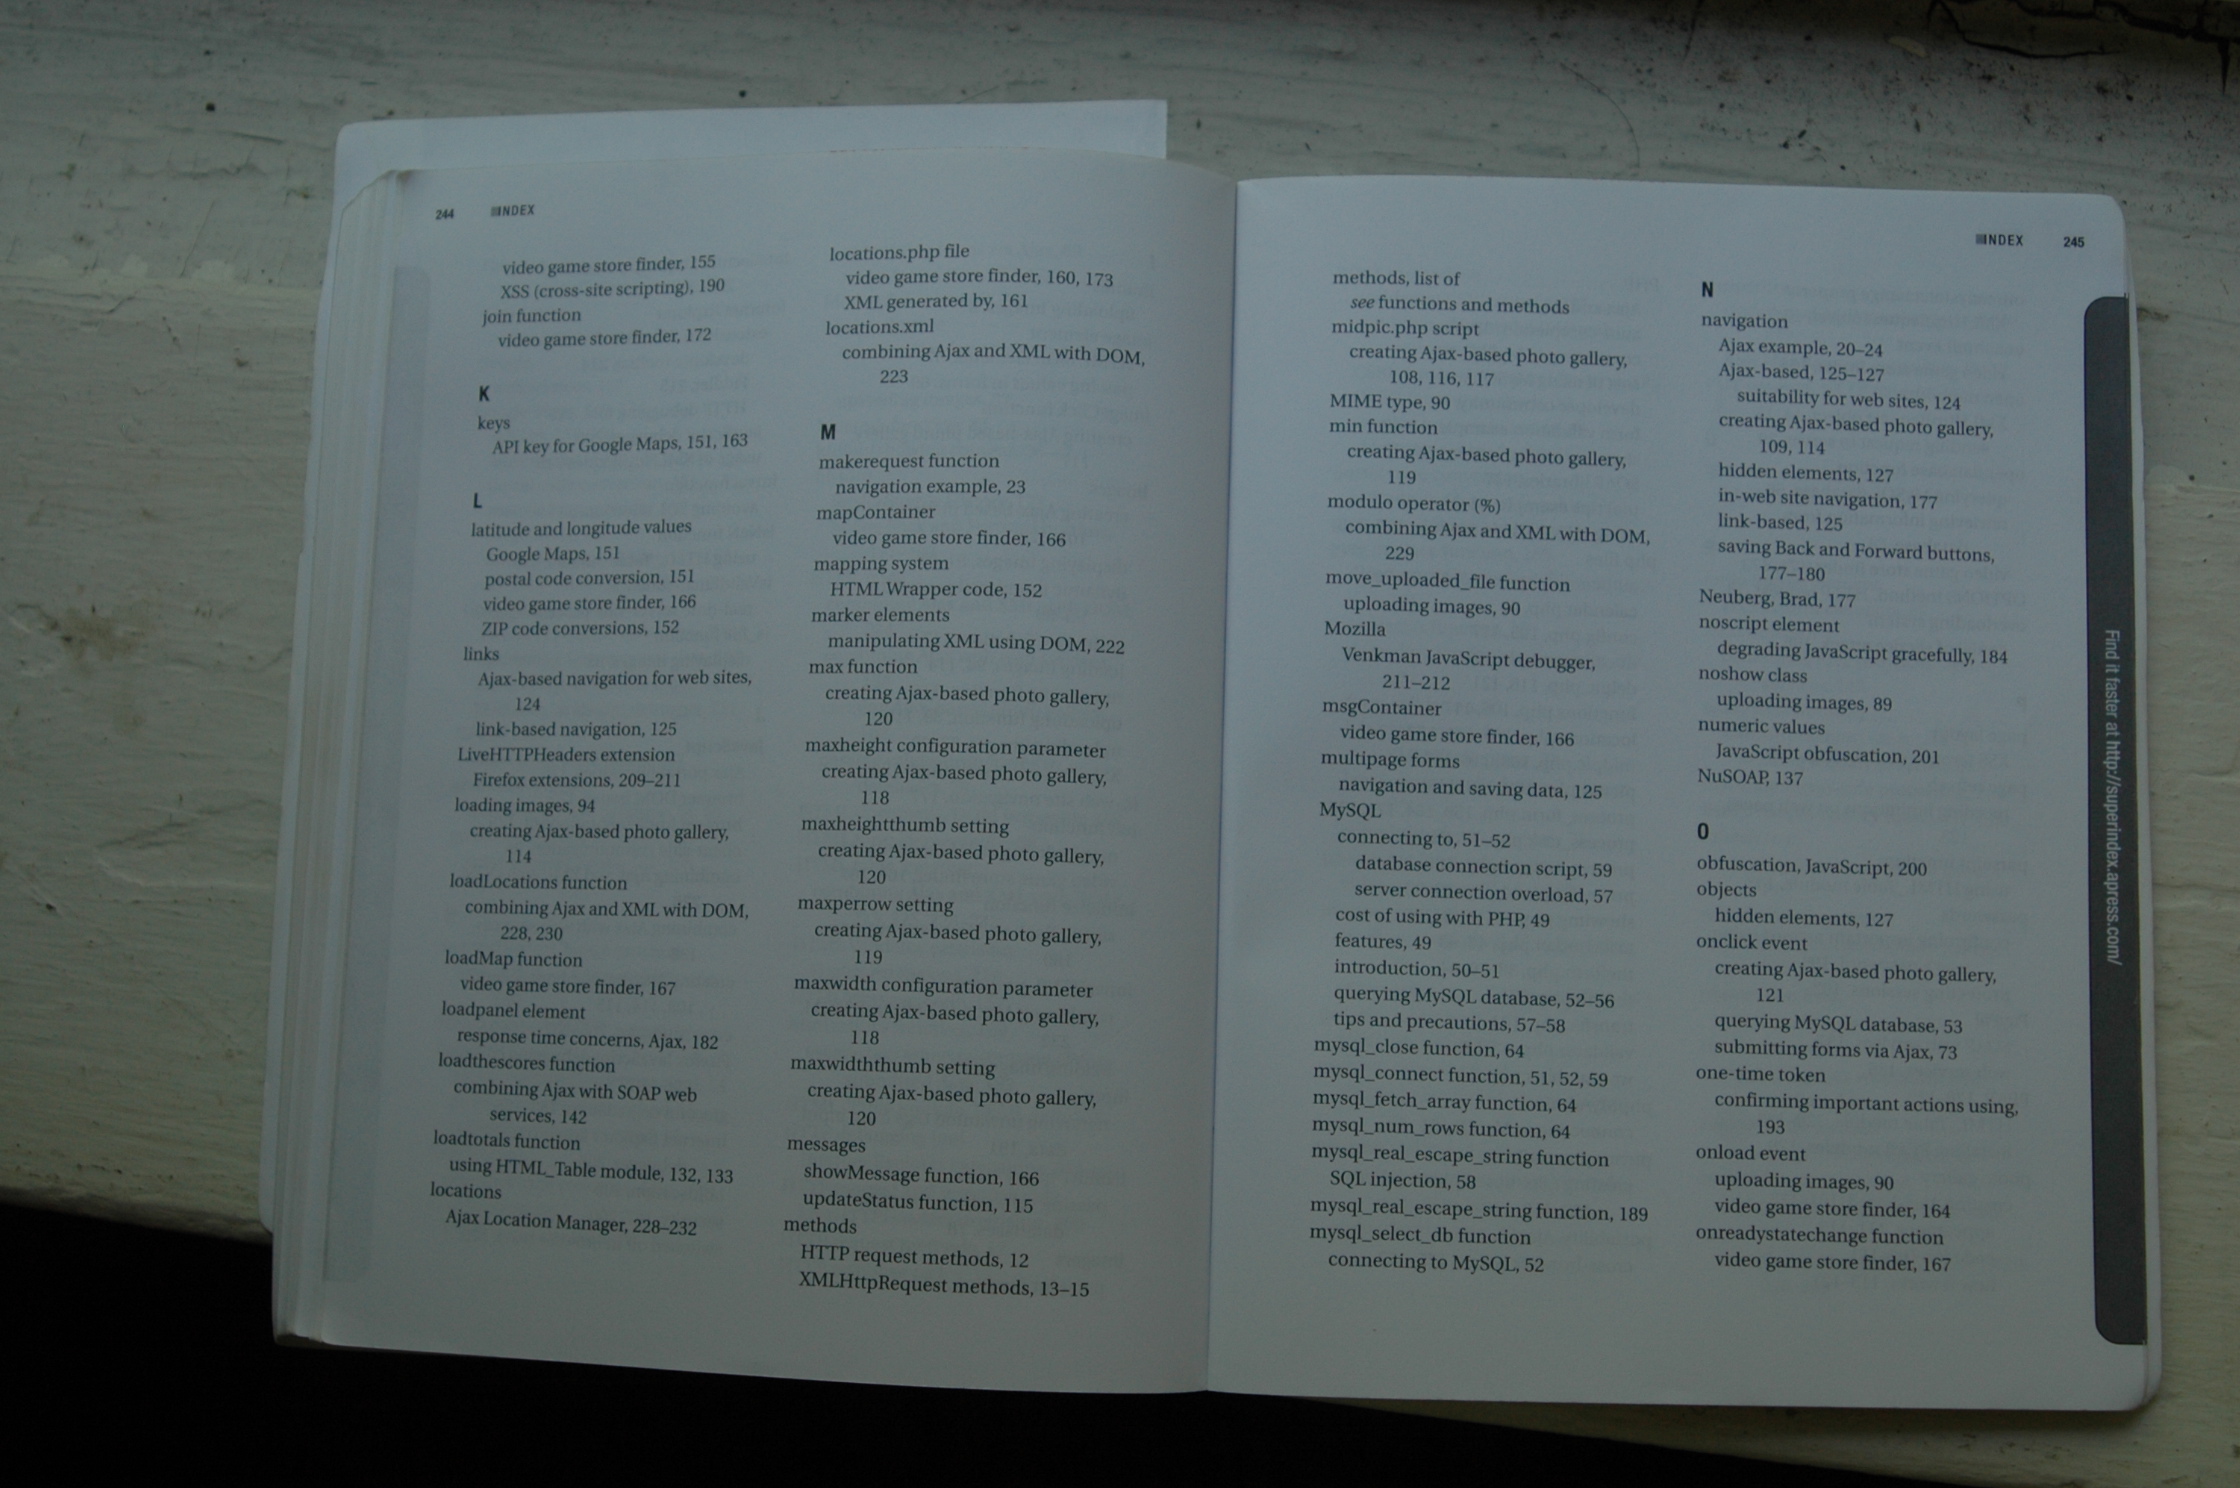 244 INDEX
video game store finder, 155
XSS (cross-site scripting), 190
join function
video game store finder, 172
K
keys
API key for Google Maps, 151, 163
L
latitude and longitude values
Google Maps, 151
postal code conversion, 151
video game store finder, 166
ZIP code conversions, 152
links
Ajax-based navigation for web sites,
124
link-based navigation, 125
LiveHTTPHeaders extension
Firefox extensions, 209–211
loading images, 94
creating Ajax-based photo gallery,
114
loadLocations function
combining Ajax and XML with DOM,
228, 230
loadMap function
video game store finder, 167
loadpanel element
response time concerns, Ajax, 182
loadthescores function
combining Ajax with SOAP web
services, 142
loadtotals function
using HTML_Table module, 132, 133
locations
Ajax Location Manager, 228–232
locations.php file
video game store finder, 160, 173
XML generated by, 161
locations.xml
combining Ajax and XML with DOM,
223
M
makerequest function
navigation example, 23
mapContainer
video game store finder, 166
mapping system
HTML Wrapper code, 152
marker elements
manipulating XML using DOM, 222
max function
creating Ajax-based photo gallery,
120
maxheight configuration parameter
creating Ajax-based photo gallery,
118
maxheightthumb setting
creating Ajax-based photo gallery,
120
maxperrow setting
creating Ajax-based photo gallery,
119
maxwidth configuration parameter
creating Ajax-based photo gallery,
118
maxwidththumb setting
creating Ajax-based photo gallery,
120
messages
showMessage function, 166
updateStatus function, 115
methods
HTTP request methods, 12
XMLHttpRequest methods, 13–15
INDEX 245
methods, list of
see functions and methods
midpic.php script
creating Ajax-based photo gallery,
108, 116, 117
MIME type, 90
min function
creating Ajax-based photo gallery,
119
modulo operator (%)
combining Ajax and XML with DOM,
229
move_uploaded_file function
uploading images, 90
Mozilla
Venkman JavaScript debugger,
211–212
msgContainer
video game store finder, 166
multipage forms
navigation and saving data, 125
MySQL
connecting to, 51–52
database connection script, 59
server connection overload, 57
cost of using with PHP, 49
features, 49
introduction, 50–51
querying MySQL database, 52–56
tips and precautions, 57–58
mysql_close function, 64
mysql_connect function, 51, 52, 59
mysql_fetch_array function, 64
mysql_num_rows function, 64
mysql_real_escape_string function
SQL injection, 58
mysql_real_escape_string function, 189
mysql_select_db function
connecting to MySQL, 52
N
navigation
Ajax example, 20–24
Ajax-based, 125–127
suitability for web sites, 124
creating Ajax-based photo gallery,
109, 114
hidden elements, 127
in-web site navigation, 177
link-based, 125
saving Back and Forward buttons,
177–180
Neuberg, Brad, 177
noscript element
degrading JavaScript gracefully, 184
noshow class
uploading images, 89
numeric values
JavaScript obfuscation, 201
NuSOAP, 137
O
obfuscation, JavaScript, 200
objects
hidden elements, 127
onclick event
creating Ajax-based photo gallery,
121
querying MySQL database, 53
submitting forms via Ajax, 73
one-time token
confirming important actions using,
193
onload event
uploading images, 90
video game store finder, 164
onreadystatechange function
video game store finder, 167
Find it faster at http://superindex.apress.com/